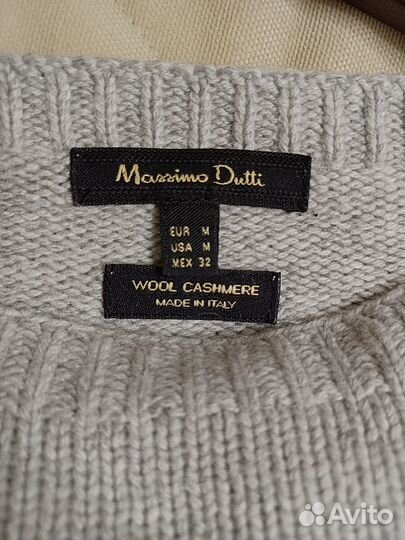 Massimo Dutti
EUR M
USA M
MEX 32
WOOL CASHMERE
MADE IN ITALY
Avito